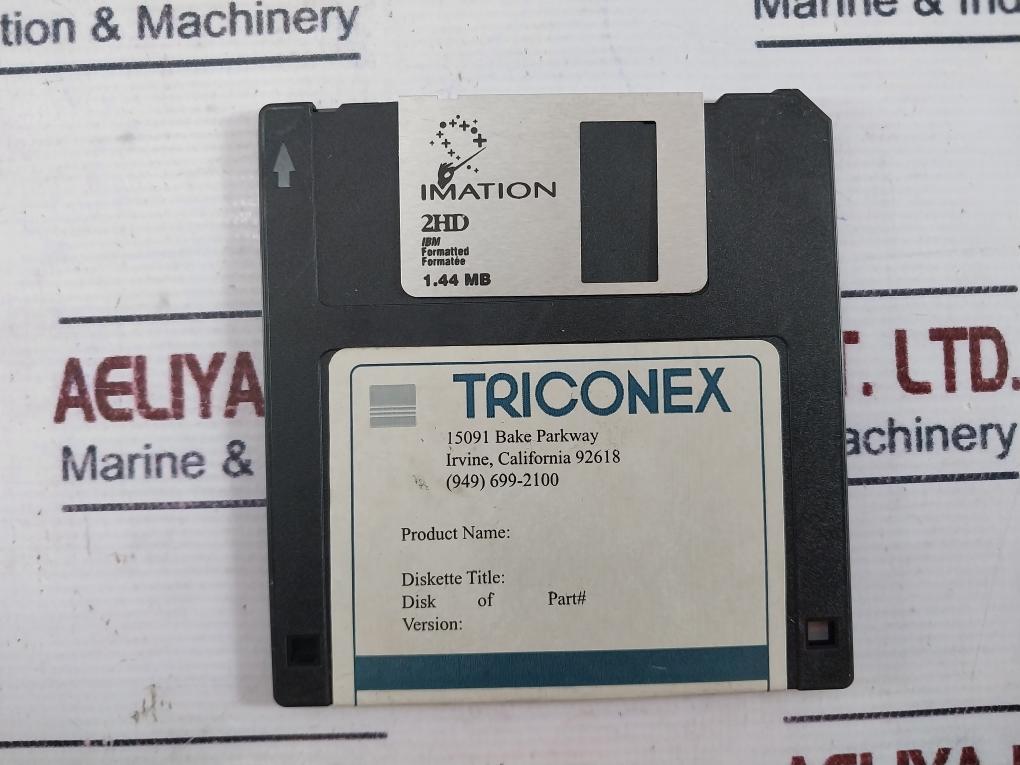 tion & Machinery
Marine & Ind
IMATION
2HD
IBM
Formatted
Formatée
1.44 MB
AELIYA
T. LTD.
Marine &
achinery
TRICONEX
15091 Bake Parkway
Irvine, California 92618
(949) 699-2100
Product Name:
Diskette Title:
Disk of Part#
Version:
AELIYA